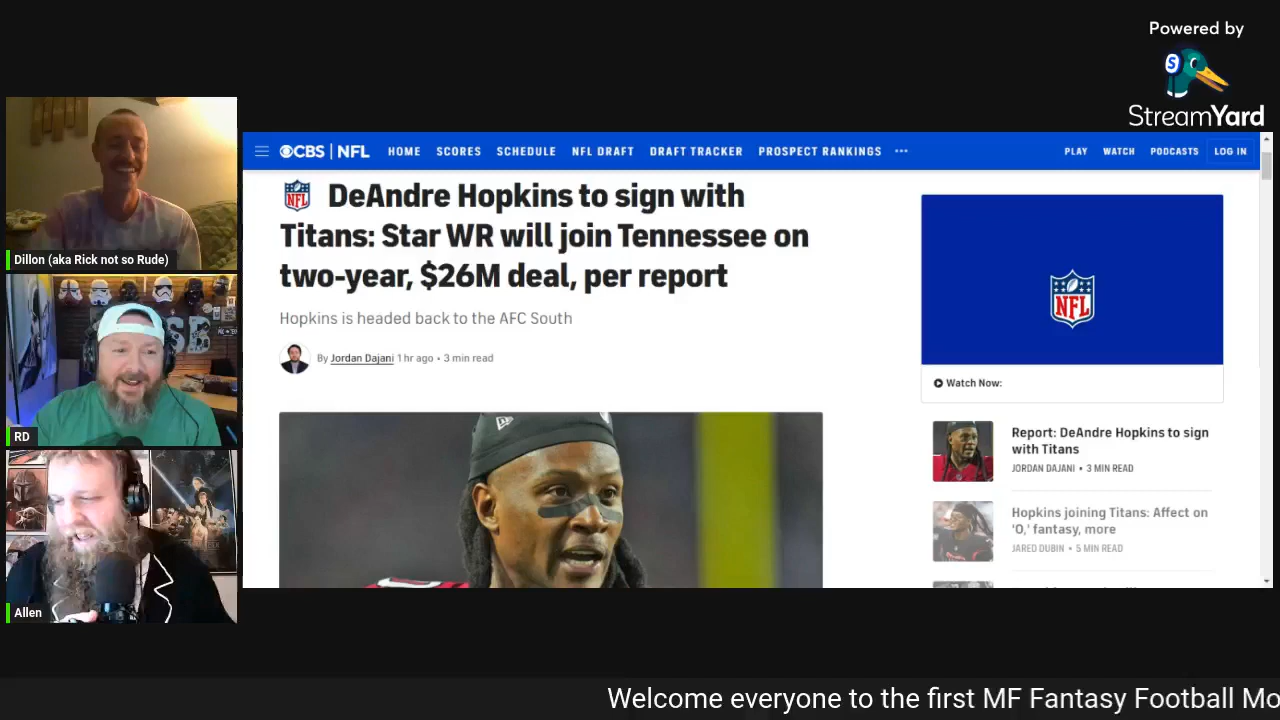 Powered by
S
StreamYard
CBS | NFL HOME SCORES SCHEDULE NFL DRAFT DRAFT TRACKER PROSPECT RANKINGS ••• PLAY WATCH PODCASTS LOG IN
NFL DeAndre Hopkins to sign with
Titans: Star WR will join Tennessee on
two-year, $26M deal, per report
Hopkins is headed back to the AFC South
By Jordan Dajani 1 hr ago • 3 min read
NFL
Watch Now:
Report: DeAndre Hopkins to sign
with Titans
JORDAN DAJANI • 3 MIN READ
Hopkins joining Titans: Affect on
'O,' fantasy, more
JARED DUBIN • 5 MIN READ
Dillon (aka Rick not so Rude)
SB
RD
Allen
Welcome everyone to the first MF Fantasy Football Mo